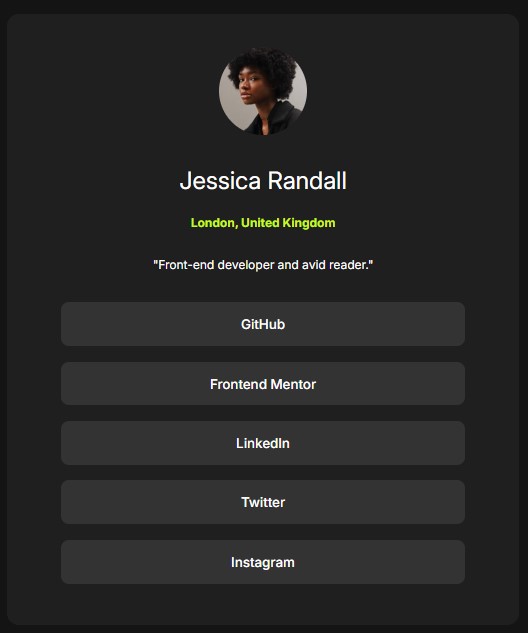 Jessica Randall
London, United Kingdom
"Front-end developer and avid reader."
GitHub
Frontend Mentor
LinkedIn
Twitter
Instagram